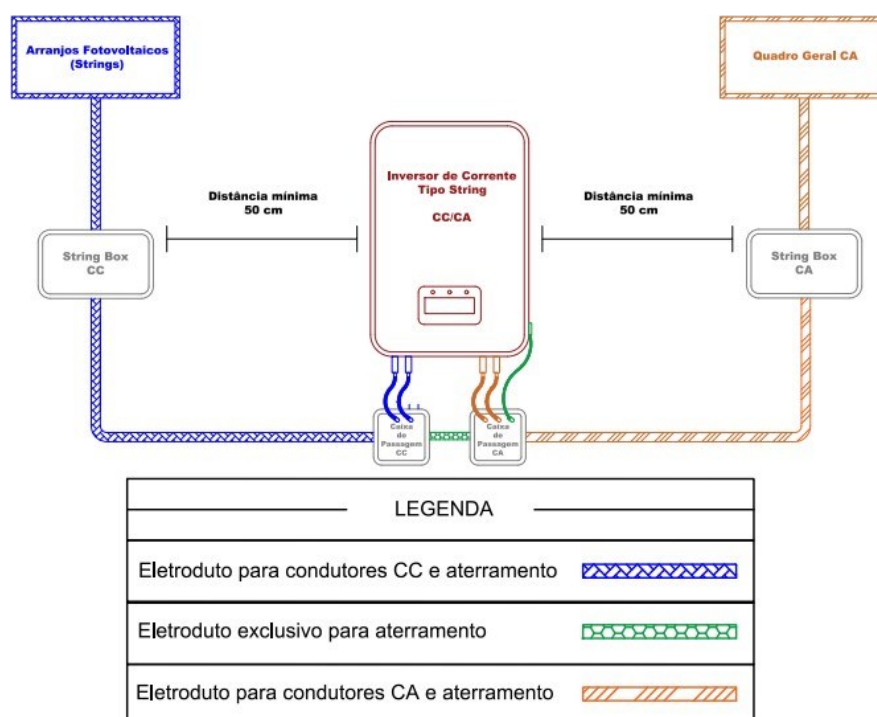 Arranjos Fotovoltaicos
(Strings)
Quadro Geral CA
Inversor de Corrente
Tipo String
CC/CA
Distância mínima
50 cm
Distância mínima
50 cm
String Box
CC
String Box
CA
Caixa
de
Passagem
CC
Caixa
de
Passagem
CA
LEGENDA
Eletroduto para condutores CC e aterramento
Eletroduto exclusivo para aterramento
Eletroduto para condutores CA e aterramento